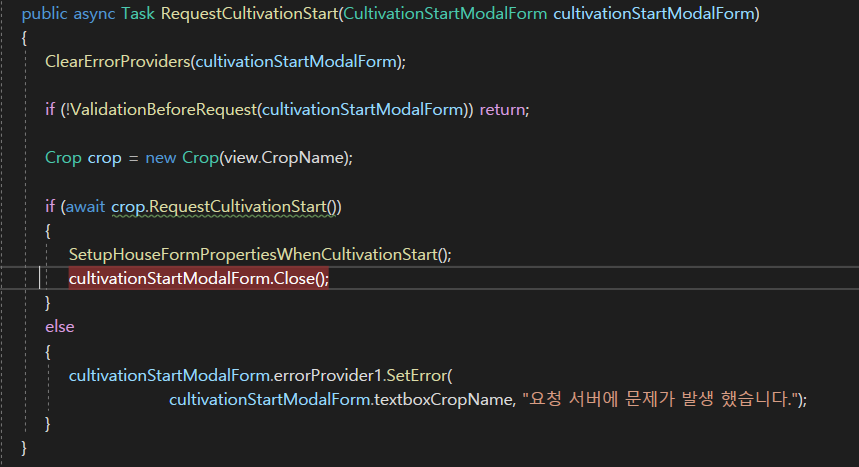 public async Task RequestCultivationStart(CultivationStartModalForm cultivationStartModalForm)
{
ClearErrorProviders(cultivationStartModalForm);
if (!ValidationBeforeRequest(cultivationStartModalForm)) return;
Crop crop = new Crop(view.CropName);
if (await crop.RequestCultivationStart())
{
SetupHouseFormPropertiesWhenCultivationStart();
cultivationStartModalForm.Close();
}
else
{
cultivationStartModalForm.errorProvider1.SetError(
cultivationStartModalForm.textboxCropName, "요청 서버에 문제가 발생 했습니다.");
}
}